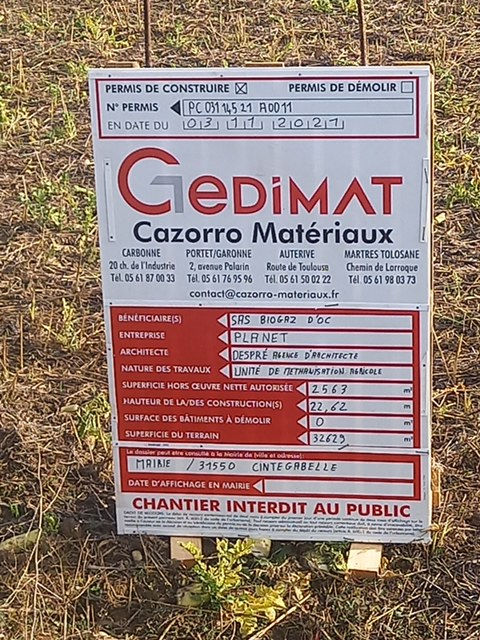 PERMIS DE CONSTRUIRE ☒ PERMIS DE DÉMOLIR ☐
N° PERMIS PC 031 145 21 A0011
EN DATE DU 03 11 2021
GEDIMAT
Cazorro Matériaux
CARBONNE PORTET/GARONNE AUTERIVE MARTRES TOLOSANE
20 ch. de l'Industrie 2, avenue Palarin Route de Toulouse Chemin de Larroque
Tél. 05 61 87 00 33 Tél. 05 61 76 95 96 Tél. 05 61 50 02 22 Tél. 05 61 98 03 73
contact@cazorro-materiaux.fr
BÉNÉFICIAIRE(S) SAS BIOGAZ D'OC
ENTREPRISE PLANET
ARCHITECTE DESPRÉ AGENCE D'ARCHITECTE
NATURE DES TRAVAUX UNITÉ DE METHANISATION AGRICOLE
SUPERFICIE HORS ŒUVRE NETTE AUTORISÉE 2563 m²
HAUTEUR DE LA/DES CONSTRUCTION(S) 22,62 m
SURFACE DES BÂTIMENTS À DÉMOLIR 0 m²
SUPERFICIE DU TERRAIN 32629 m²
Le dossier peut être consulté à la Mairie de (ville et adresse)
MAIRIE / 31550 CINTEGABELLE
DATE D'AFFICHAGE EN MAIRIE
CHANTIER INTERDIT AU PUBLIC